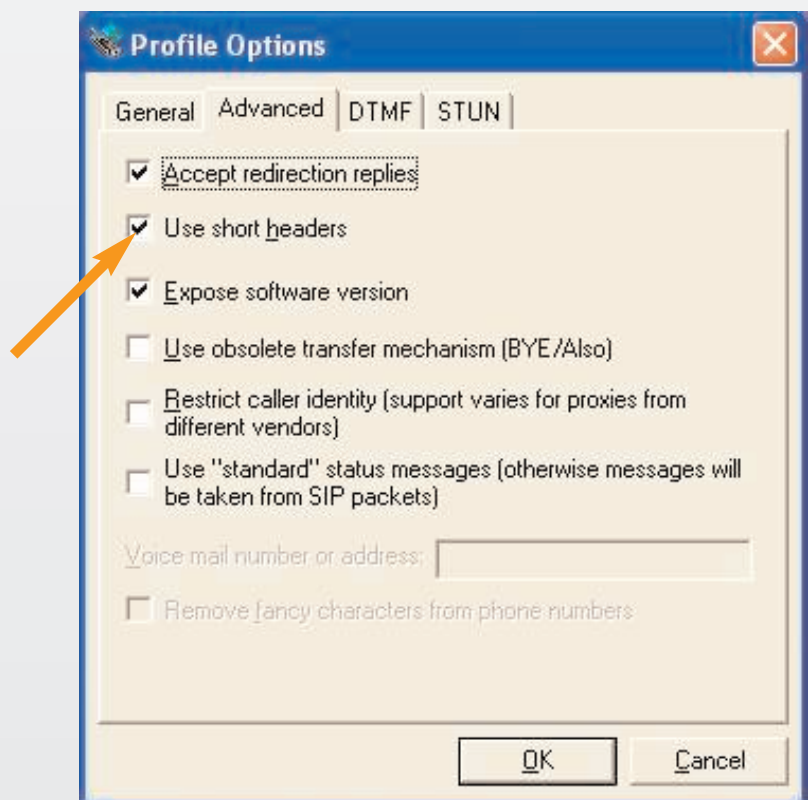 Profile Options
General Advanced DTMF STUN
Accept redirection replies
Use short headers
Expose software version
Use obsolete transfer mechanism (BYE/Also)
Restrict caller identity (support varies for proxies from
different vendors)
Use "standard" status messages (otherwise messages will
be taken from SIP packets)
Voice mail number or address:
Remove fancy characters from phone numbers
OK Cancel